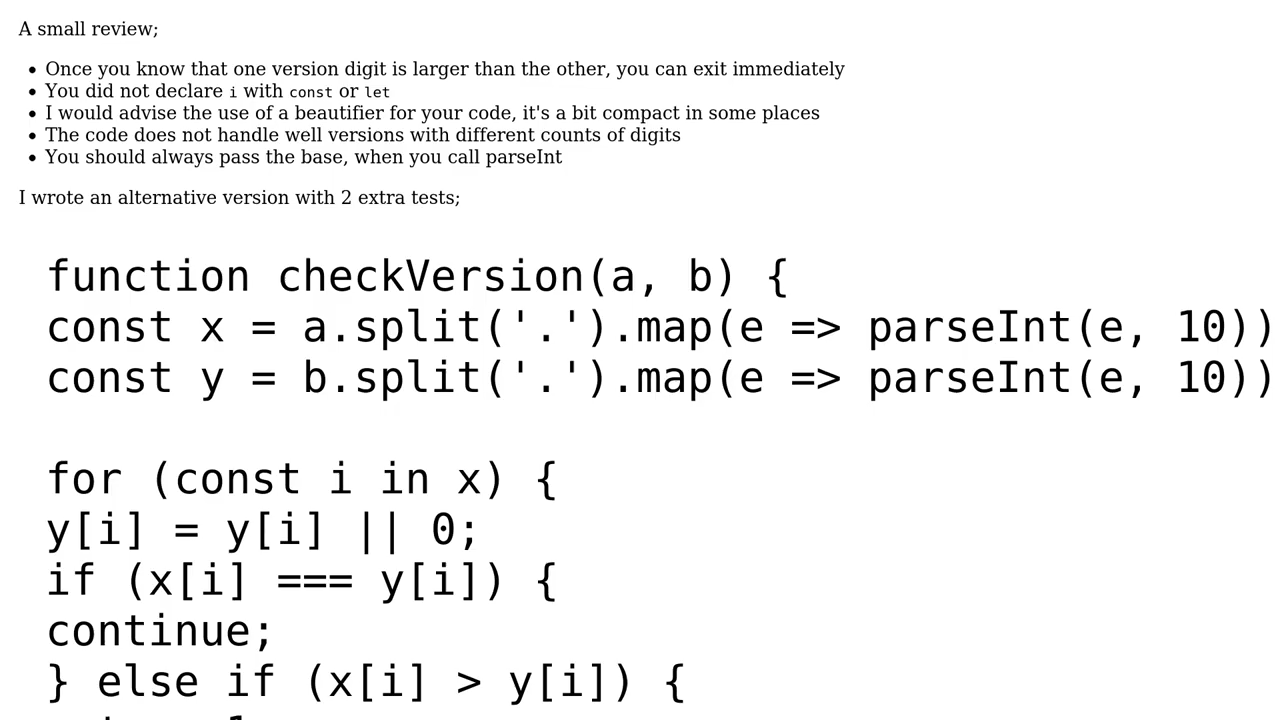 A small review;
• Once you know that one version digit is larger than the other, you can exit immediately
• You did not declare i with const or let
• I would advise the use of a beautifier for your code, it's a bit compact in some places
• The code does not handle well versions with different counts of digits
• You should always pass the base, when you call parseInt
I wrote an alternative version with 2 extra tests;
function checkVersion(a, b) {
const x = a.split('.').map(e => parseInt(e, 10))
const y = b.split('.').map(e => parseInt(e, 10))
for (const i in x) {
y[i] = y[i] || 0;
if (x[i] === y[i]) {
continue;
} else if (x[i] > y[i]) {